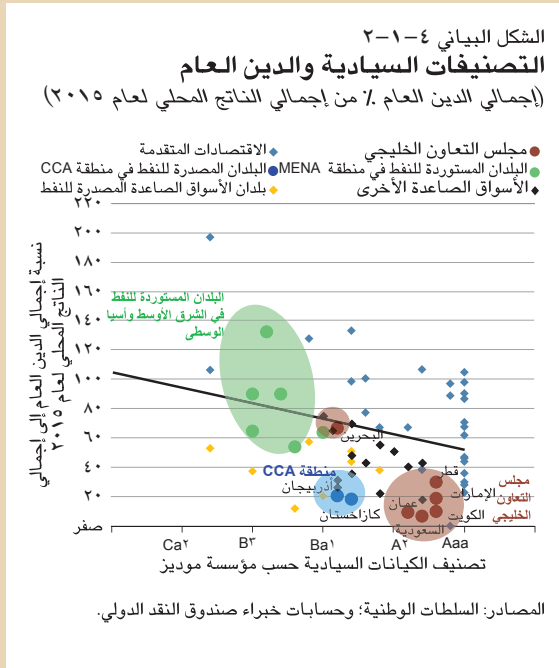 الشكل البياني ٤-١-٢
التصنيفات السيادية والدين العام
(إجمالي الدين العام ٪ من إجمالي الناتج المحلي لعام ٢٠١٥)
مجلس التعاون الخليجي
الاقتصادات المتقدمة
البلدان المستوردة للنفط في منطقة MENA
البلدان المصدرة للنفط في منطقة CCA
الأسواق الصاعدة الأخرى
بلدان الأسواق الصاعدة المصدرة للنفط
نسبة إجمالي الدين العام إلى إجمالي
الناتج المحلي لعام ٢٠١٥
٢٢٠
٢٠٠
١٨٠
١٦٠
١٤٠
١٢٠
١٠٠
٨٠
٦٠
٤٠
٢٠
صفر
البلدان المستوردة للنفط
في الشرق الأوسط وآسيا
الوسطى
البحرين
منطقة CCA
أذربيجان
كازاخستان
قطر
الإمارات
عمان
الكويت
السعودية
مجلس
التعاون
الخليجي
Ca٢
B٣
Ba١
A٢
Aaa
تصنيف الكيانات السيادية حسب مؤسسة موديز
المصادر: السلطات الوطنية؛ وحسابات خبراء صندوق النقد الدولي.